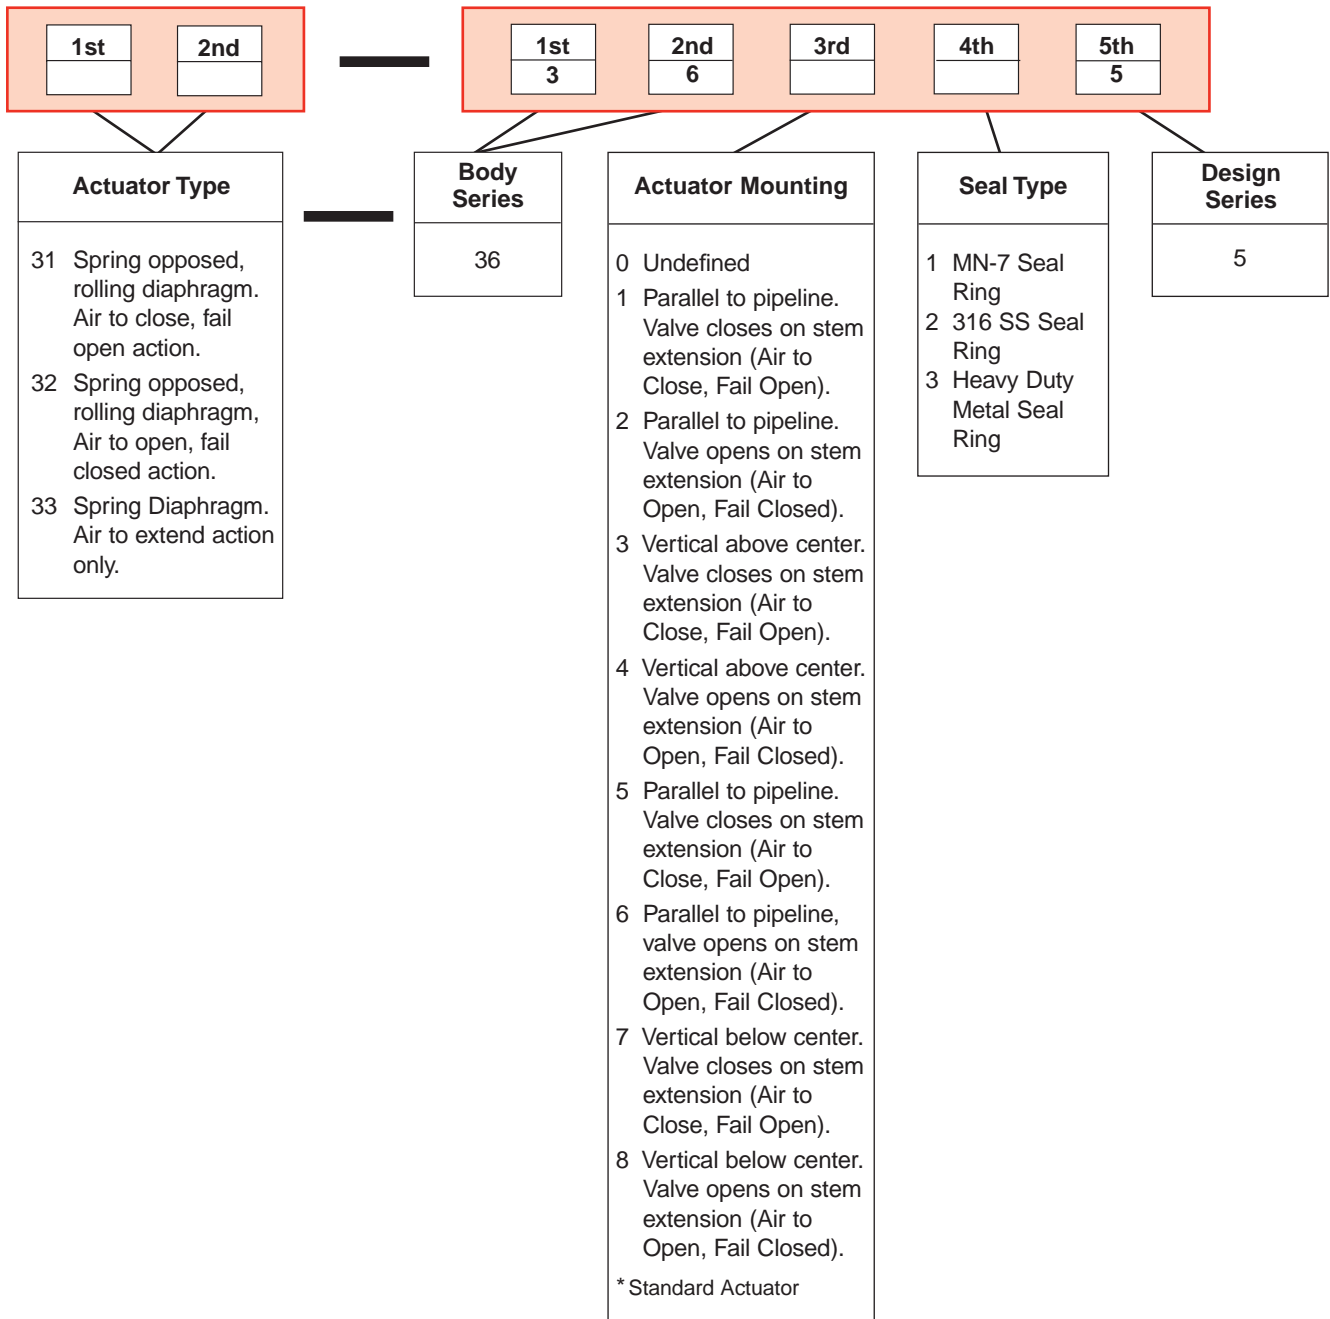 1st
2nd
1st
3
2nd
6
3rd
4th
5th
5
Actuator Type
31 Spring opposed,
rolling diaphragm.
Air to close, fail
open action.
32 Spring opposed,
rolling diaphragm,
Air to open, fail
closed action.
33 Spring Diaphragm.
Air to extend action
only.
Body
Series
36
Actuator Mounting
0 Undefined
1 Parallel to pipeline.
Valve closes on stem
extension (Air to
Close, Fail Open).
2 Parallel to pipeline.
Valve opens on stem
extension (Air to
Open, Fail Closed).
3 Vertical above center.
Valve closes on stem
extension (Air to
Close, Fail Open).
4 Vertical above center.
Valve opens on stem
extension (Air to
Open, Fail Closed).
5 Parallel to pipeline.
Valve closes on stem
extension (Air to
Close, Fail Open).
6 Parallel to pipeline,
valve opens on stem
extension (Air to
Open, Fail Closed).
7 Vertical below center.
Valve closes on stem
extension (Air to
Close, Fail Open).
8 Vertical below center.
Valve opens on stem
extension (Air to
Open, Fail Closed).
* Standard Actuator
Seal Type
1 MN-7 Seal
Ring
2 316 SS Seal
Ring
3 Heavy Duty
Metal Seal
Ring
Design
Series
5